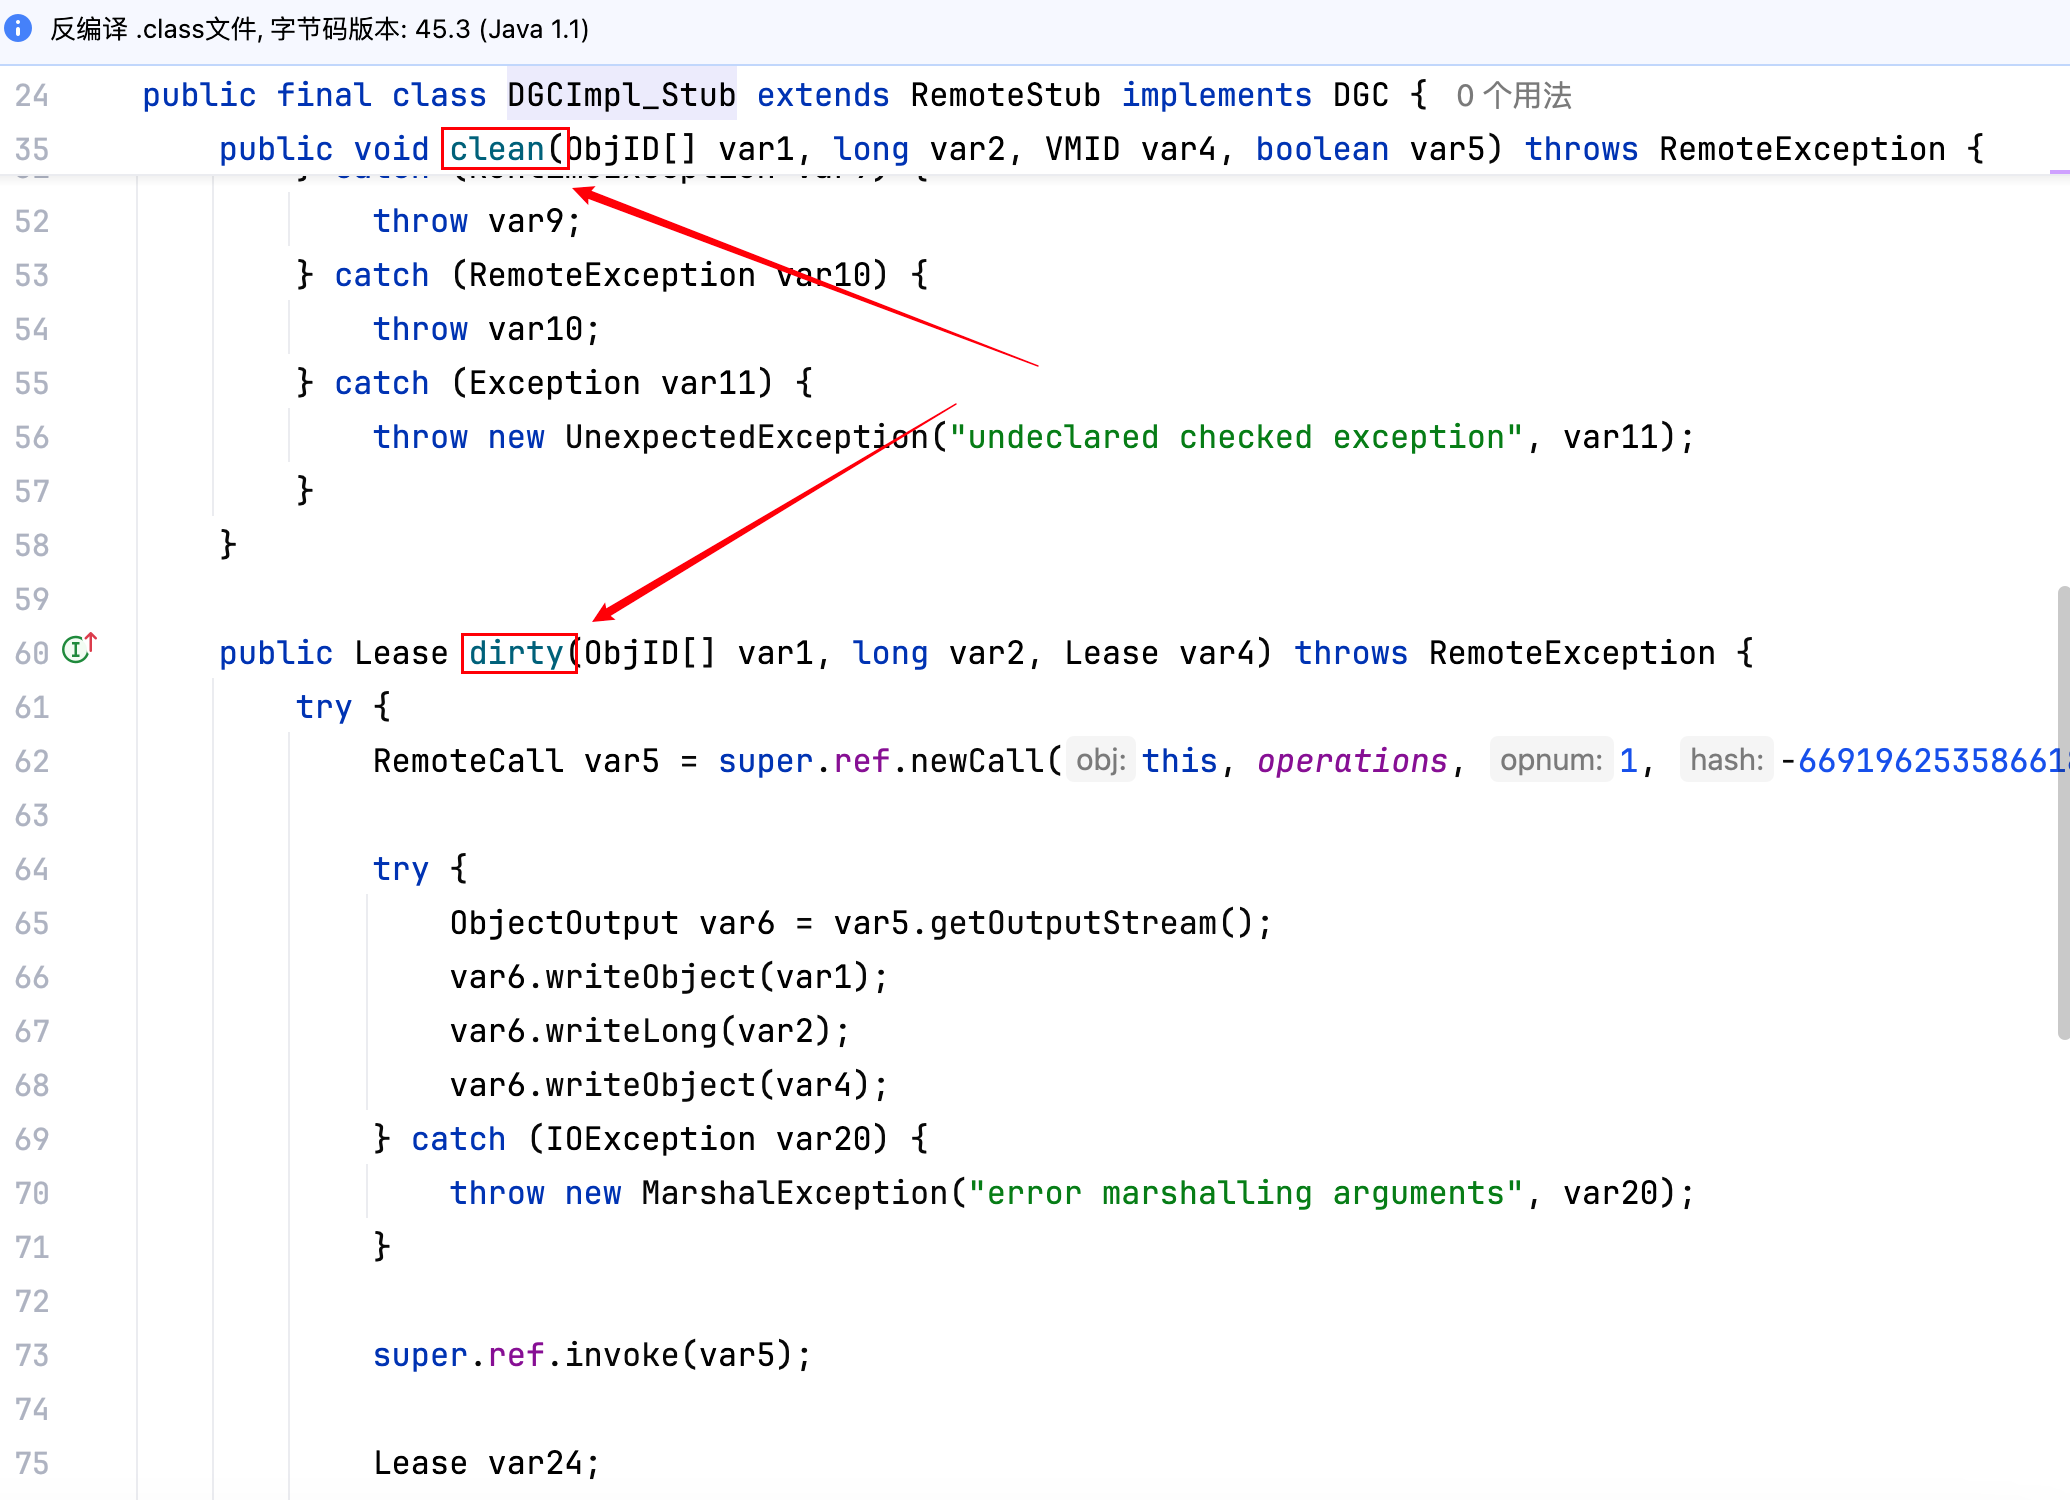 反编译 .class文件, 字节码版本: 45.3 (Java 1.1)
24 public final class DGCImpl_Stub extends RemoteStub implements DGC { 0 个用法
35 public void clean(ObjID[] var1, long var2, VMID var4, boolean var5) throws RemoteException {
52 throw var9;
53 } catch (RemoteException var10) {
54 throw var10;
55 } catch (Exception var11) {
56 throw new UnexpectedException("undeclared checked exception", var11);
57 }
58 }
59
60 public Lease dirty(ObjID[] var1, long var2, Lease var4) throws RemoteException {
61 try {
62 RemoteCall var5 = super.ref.newCall( obj: this, operations, opnum: 1, hash: -669196253586618
63
64 try {
65 ObjectOutput var6 = var5.getOutputStream();
66 var6.writeObject(var1);
67 var6.writeLong(var2);
68 var6.writeObject(var4);
69 } catch (IOException var20) {
70 throw new MarshalException("error marshalling arguments", var20);
71 }
72
73 super.ref.invoke(var5);
74
75 Lease var24;